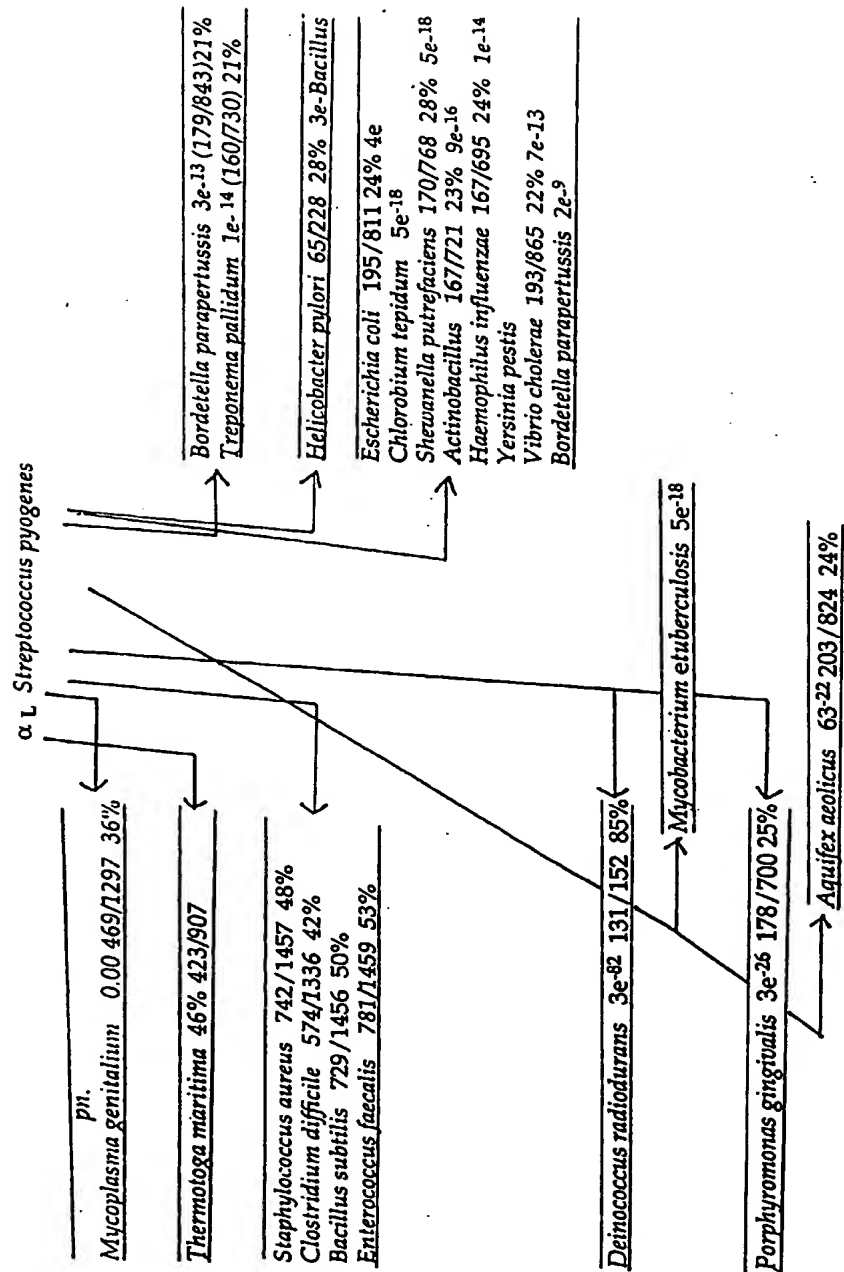 α L Streptococcus pyogenes
pn.
Mycoplasma genitalium 0.00 469/1297 36%
Thermotoga maritima 46% 423/907
Staphylococcus aureus 742/1457 48%
Clostridium difficile 574/1336 42%
Bacillus subtilis 729/1456 50%
Enterococcus faecalis 781/1459 53%
Deinococcus radiodurans 3e-82 131/152 85%
Porphyromonas gingivalis 3e-26 178/700 25%
Bordetella parapertussis 3e-13 (179/843)21%
Treponema pallidum 1e-14 (160/730) 21%
Helicobacter pylori 65/228 28% 3e-Bacillus
Escherichia coli 195/811 24% 4e
Chlorobium tepidum 5e-18
Shewanella putrefaciens 170/768 28% 5e-18
Actinobacillus 167/721 23% 9e-16
Haemophilus influenzae 167/695 24% 1e-14
Yersinia pestis
Vibrio cholerae 193/865 22% 7e-13
Bordetella parapertussis 2e-9
Mycobacterium etuberculosis 5e-18
Aquifex aeolicus 63-22 203/824 24%